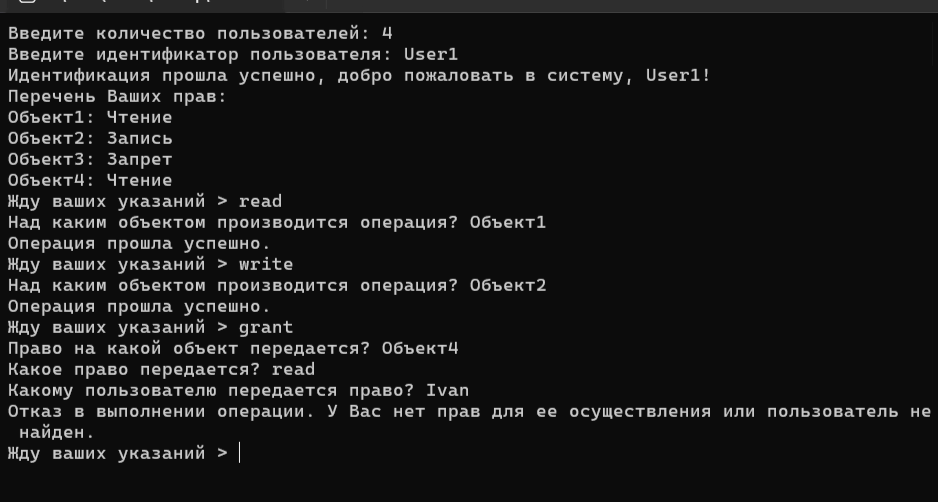 Введите количество пользователей: 4
Введите идентификатор пользователя: User1
Идентификация прошла успешно, добро пожаловать в систему, User1!
Перечень Ваших прав:
Объект1: Чтение
Объект2: Запись
Объект3: Запрет
Объект4: Чтение
Жду ваших указаний > read
Над каким объектом производится операция? Объект1
Операция прошла успешно.
Жду ваших указаний > write
Над каким объектом производится операция? Объект2
Операция прошла успешно.
Жду ваших указаний > grant
Право на какой объект передается? Объект4
Какое право передается? read
Какому пользователю передается право? Ivan
Отказ в выполнении операции. У Вас нет прав для ее осуществления или пользователь не
найден.
Жду ваших указаний >